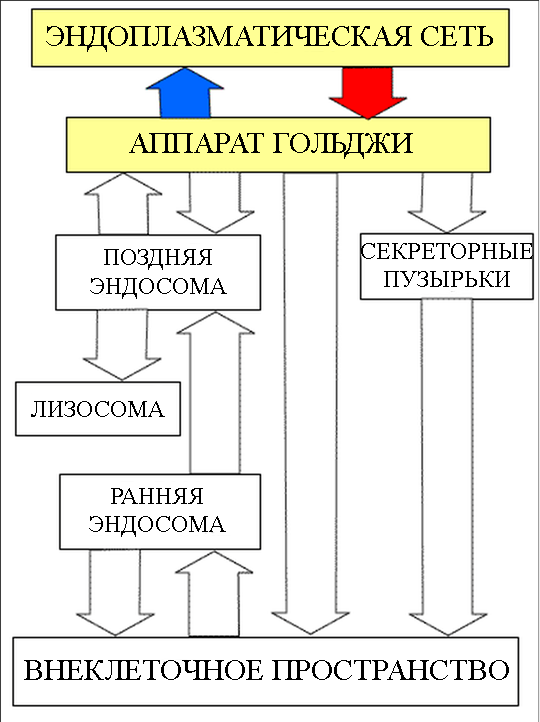 ЭНДОПЛАЗМАТИЧЕСКАЯ СЕТЬ
АППАРАТ ГОЛЬДЖИ
ПОЗДНЯЯ
ЭНДОСОМА
СЕКРЕТОРНЫЕ
ПУЗЫРЬКИ
ЛИЗОСОМА
РАННЯЯ
ЭНДОСОМА
ВНЕКЛЕТОЧНОЕ ПРОСТРАНСТВО